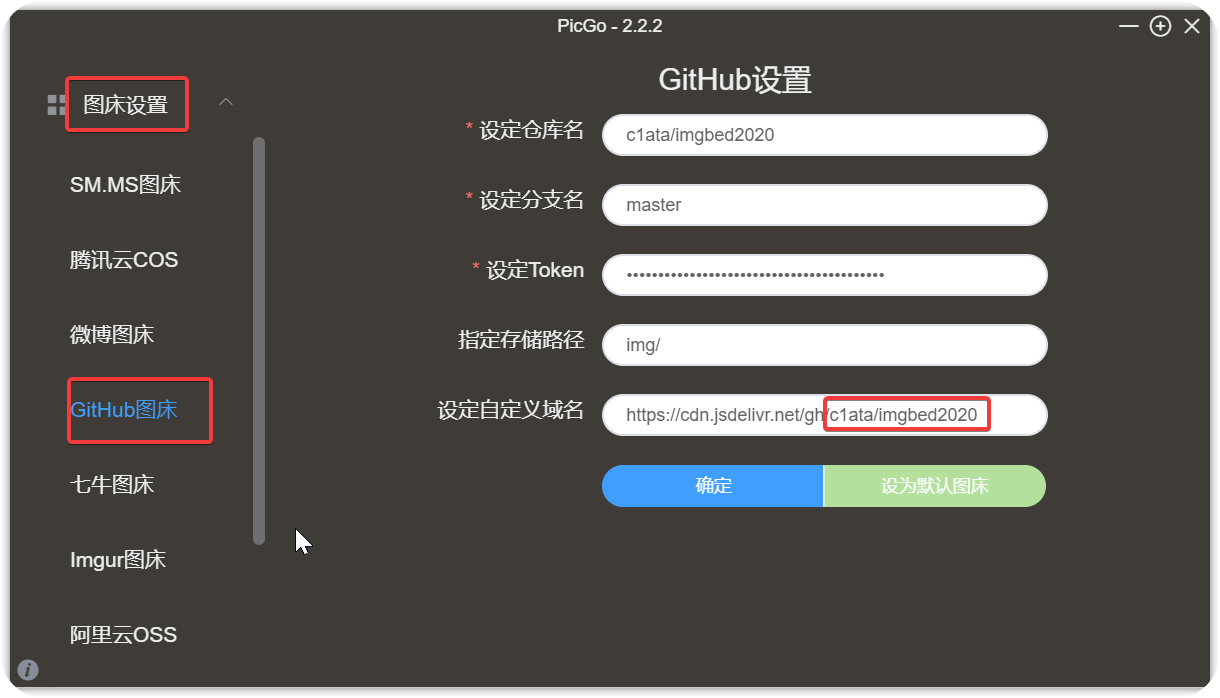 PicGo - 2.2.2
图床设置
SM.MS图床
腾讯云COS
微博图床
GitHub图床
七牛图床
Imgur图床
阿里云OSS
GitHub设置
* 设定仓库名
c1ata/imgbed2020
* 设定分支名
master
* 设定Token
••••••••••••••••••••••••••••••••••••••••
指定存储路径
img/
设定自定义域名
https://cdn.jsdelivr.net/gh/c1ata/imgbed2020
确定
设为默认图床